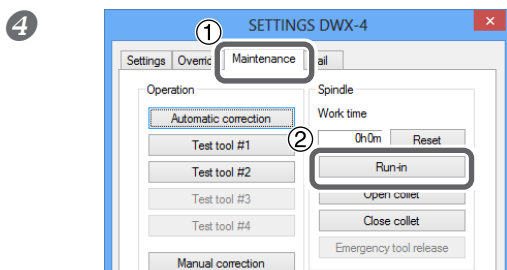 4
①
SETTINGS DWX-4
×
Settings Overrid Maintenance ail
Operation
Automatic correction
Test tool #1
Test tool #2
Test tool #3
Test tool #4
Manual correction
Spindle
Work time
②
0h0m Reset
Run-in
Open collet
Close collet
Emergency tool release